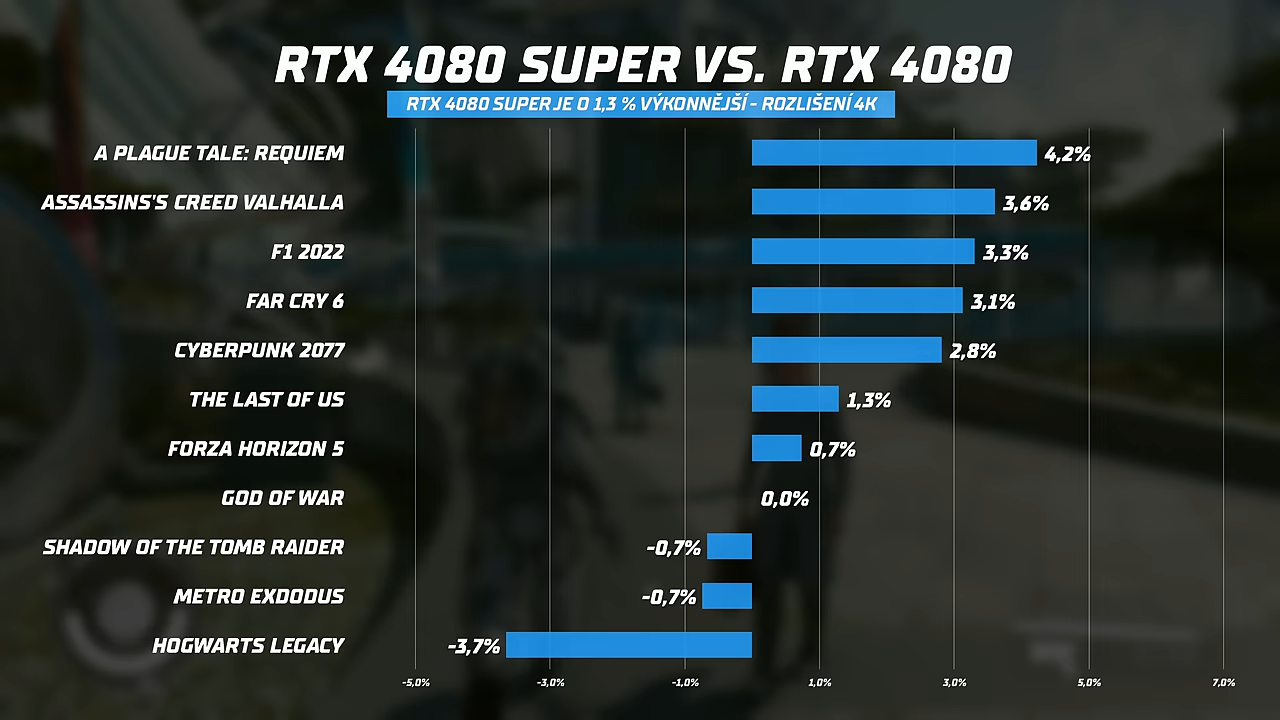 RTX 4080 SUPER VS. RTX 4080
RTX 4080 SUPER JE O 1,3 % VÝKONNĚJŠÍ - ROZLIŠENÍ 4K
A PLAGUE TALE: REQUIEM 4,2%
ASSASSINS'S CREED VALHALLA 3,6%
F1 2022 3,3%
FAR CRY 6 3,1%
CYBERPUNK 2077 2,8%
THE LAST OF US 1,3%
FORZA HORIZON 5 0,7%
GOD OF WAR 0,0%
SHADOW OF THE TOMB RAIDER -0,7%
METRO EXDODUS -0,7%
HOGWARTS LEGACY -3,7%
-5,0% -3,0% -1,0% 1,0% 3,0% 5,0% 7,0%